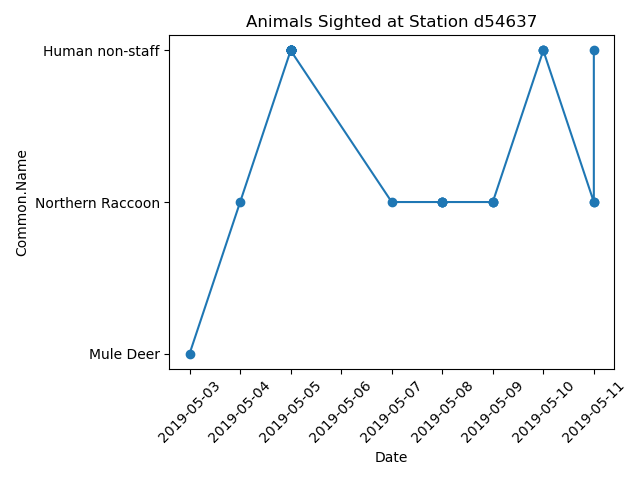 Animals Sighted at Station d54637
Common.Name
Human non-staff
Northern Raccoon
Mule Deer
2019-05-03
2019-05-04
2019-05-05
2019-05-06
2019-05-07
2019-05-08
2019-05-09
2019-05-10
2019-05-11
Date